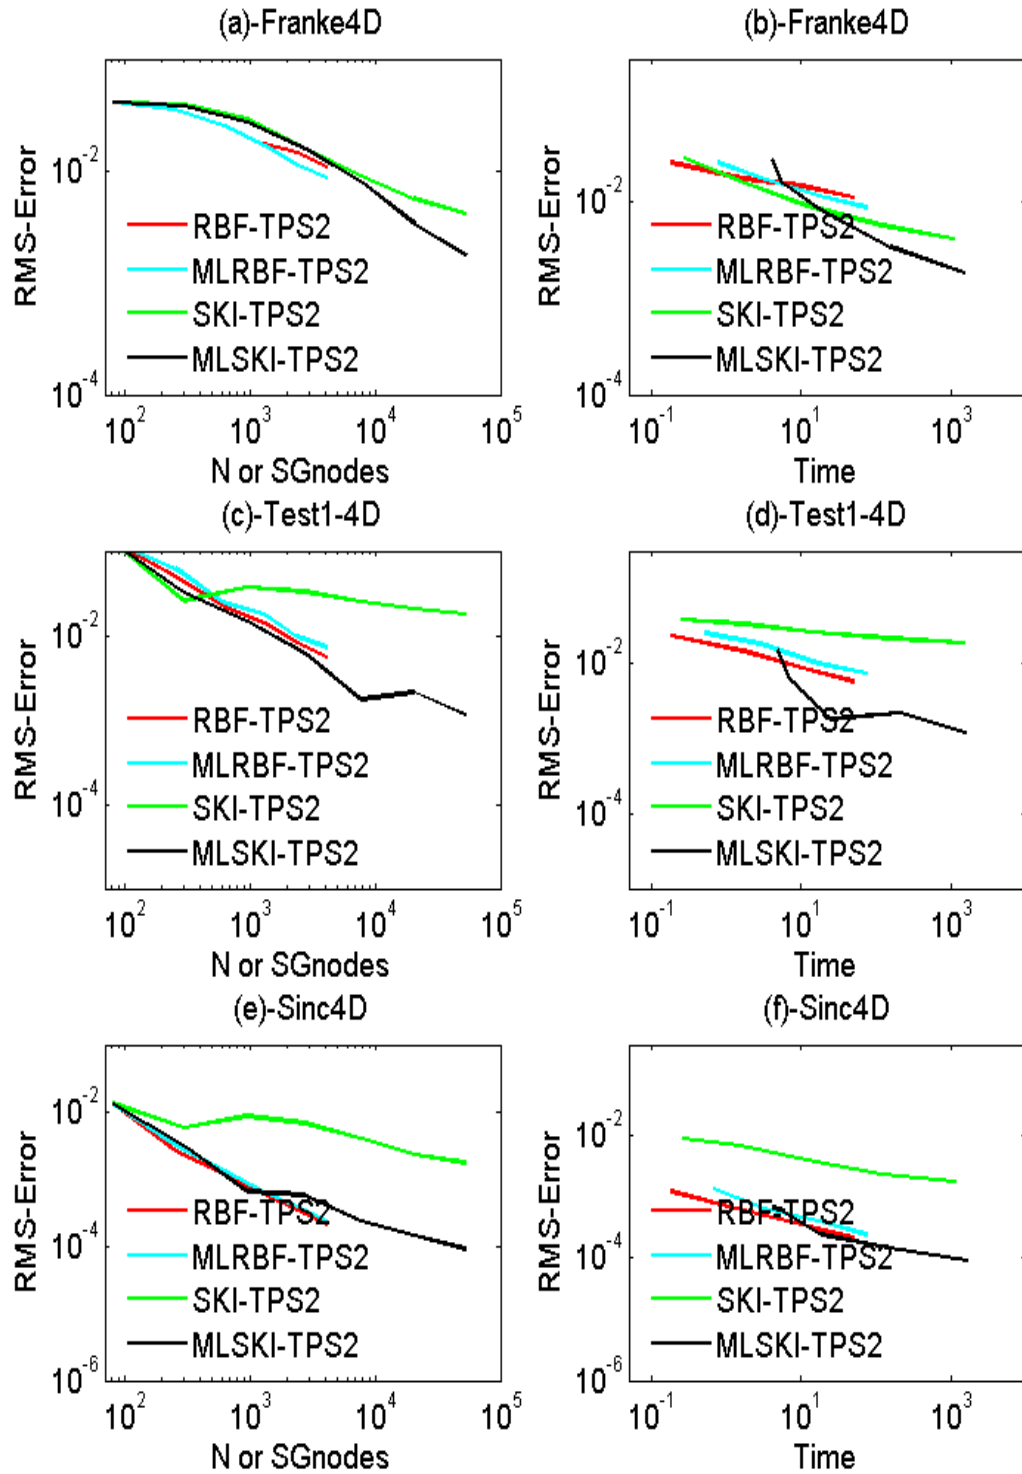 (a)-Franke4D
RMS-Error
10^-2
10^-4
RBF-TPS2
MLRBF-TPS2
SKI-TPS2
MLSKI-TPS2
10^2 10^3 10^4 10^5
N or SGnodes
(b)-Franke4D
RMS-Error
10^-2
10^-4
RBF-TPS2
MLRBF-TPS2
SKI-TPS2
MLSKI-TPS2
10^-1 10^1 10^3
Time
(c)-Test1-4D
RMS-Error
10^-2
10^-4
RBF-TPS2
MLRBF-TPS2
SKI-TPS2
MLSKI-TPS2
10^2 10^3 10^4 10^5
N or SGnodes
(d)-Test1-4D
RMS-Error
10^-2
10^-4
RBF-TPS2
MLRBF-TPS2
SKI-TPS2
MLSKI-TPS2
10^-1 10^1 10^3
Time
(e)-Sinc4D
RMS-Error
10^-2
10^-4
10^-6
RBF-TPS2
MLRBF-TPS2
SKI-TPS2
MLSKI-TPS2
10^2 10^3 10^4 10^5
N or SGnodes
(f)-Sinc4D
RMS-Error
10^-2
10^-4
10^-6
RBF-TPS2
MLRBF-TPS2
SKI-TPS2
MLSKI-TPS2
10^-1 10^1 10^3
Time